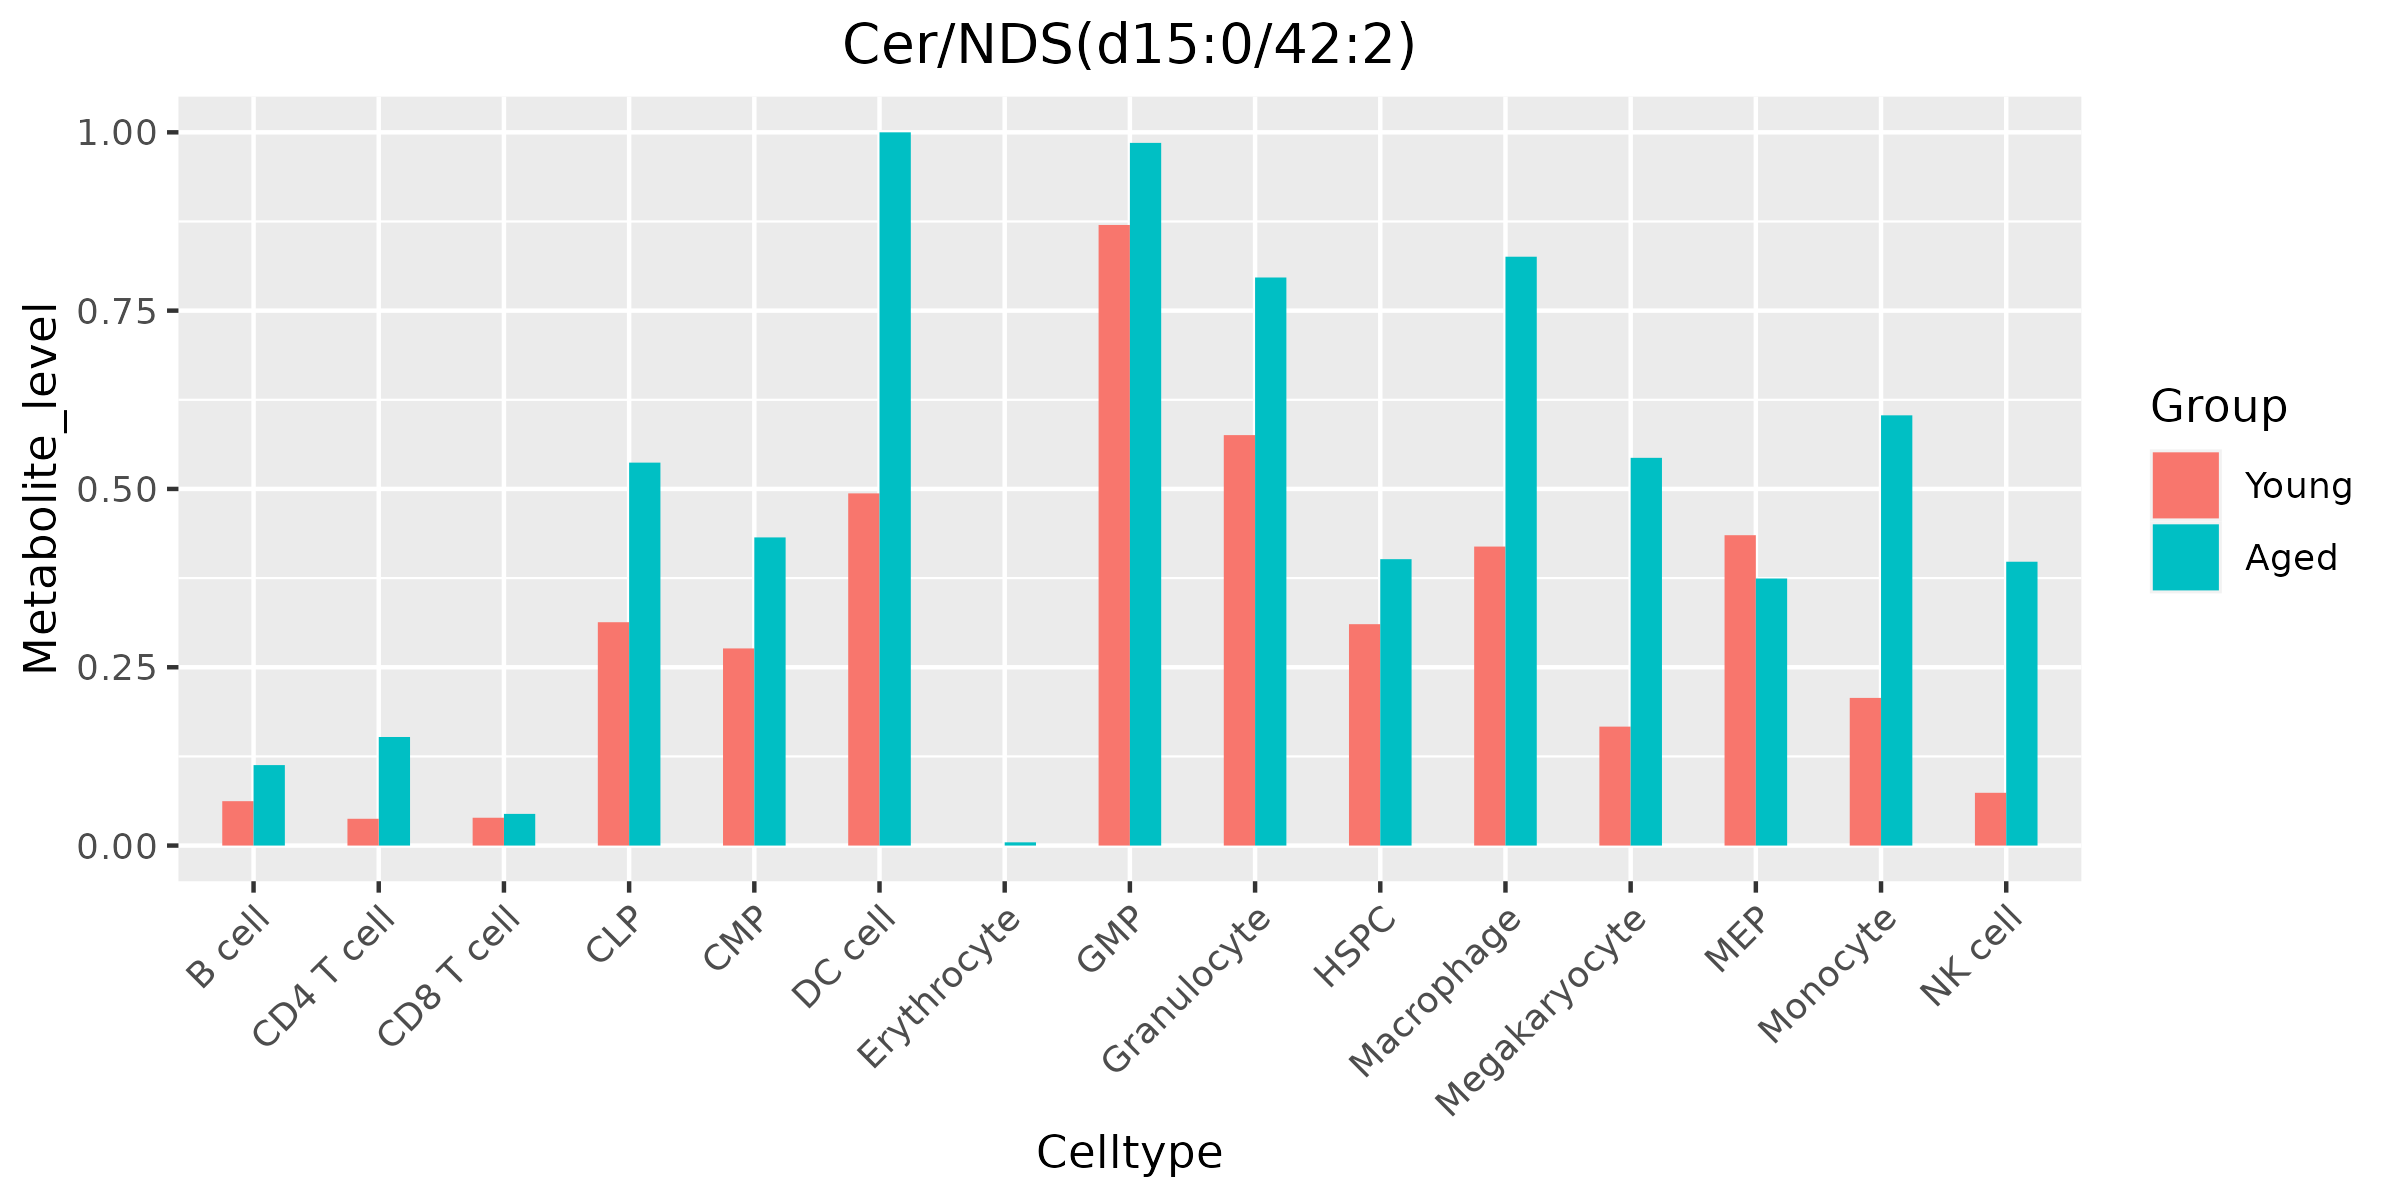 Cer/NDS(d15:0/42:2)
Metabolite_level
1.00
0.75
0.50
0.25
0.00
B cell
CD4 T cell
CD8 T cell
CLP
CMP
DC cell
Erythrocyte
GMP
Granulocyte
HSPC
Macrophage
Megakaryocyte
MEP
Monocyte
NK cell
Celltype
Group
Young
Aged